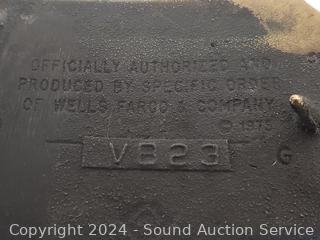 OFFICIALLY AUTHORIZED AND
PRODUCED BY SPECIFIC ORDER
OF WELLS FARGO & COMPANY
© 1975
VB23 G
Copyright 2024 - Sound Auction Service